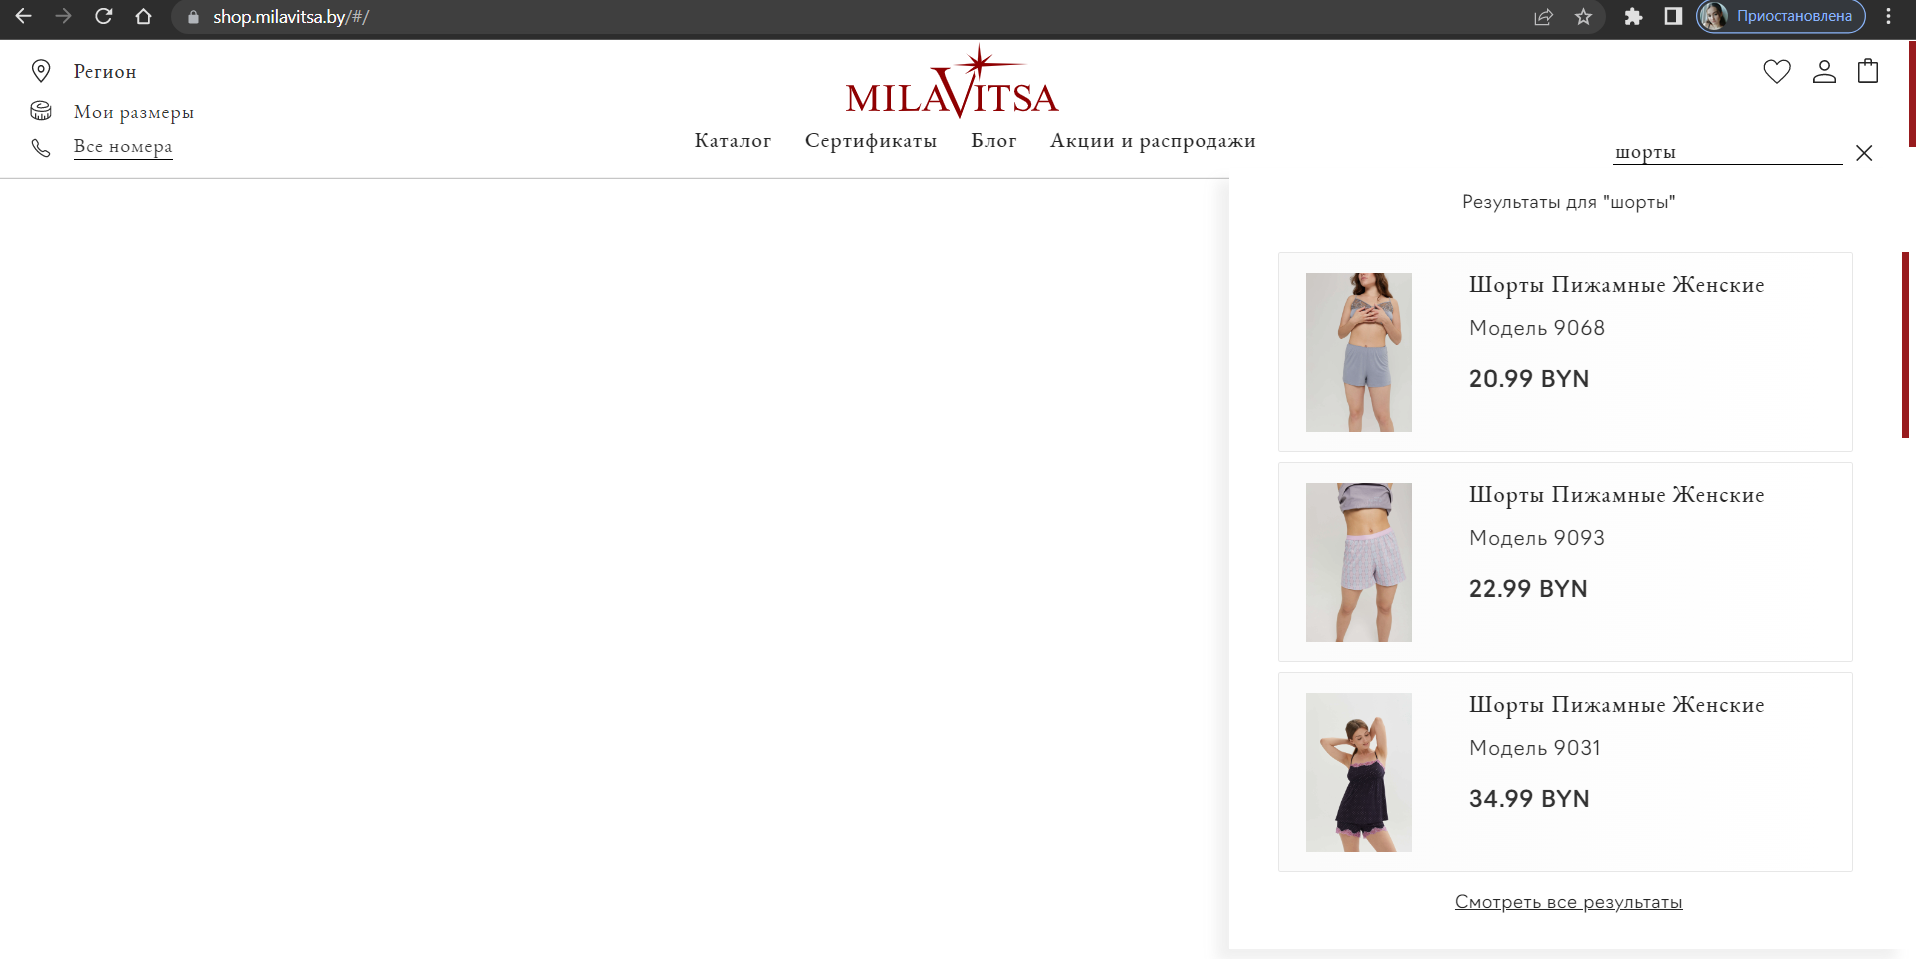 shop.milavitsa.by/#/
Приостановлена
Регион
Мои размеры
Все номера
MILAVITSA
Каталог Сертификаты Блог Акции и распродажи
шорты
Результаты для "шорты"
Шорты Пижамные Женские
Модель 9068
20.99 BYN
Шорты Пижамные Женские
Модель 9093
22.99 BYN
Шорты Пижамные Женские
Модель 9031
34.99 BYN
Смотреть все результаты